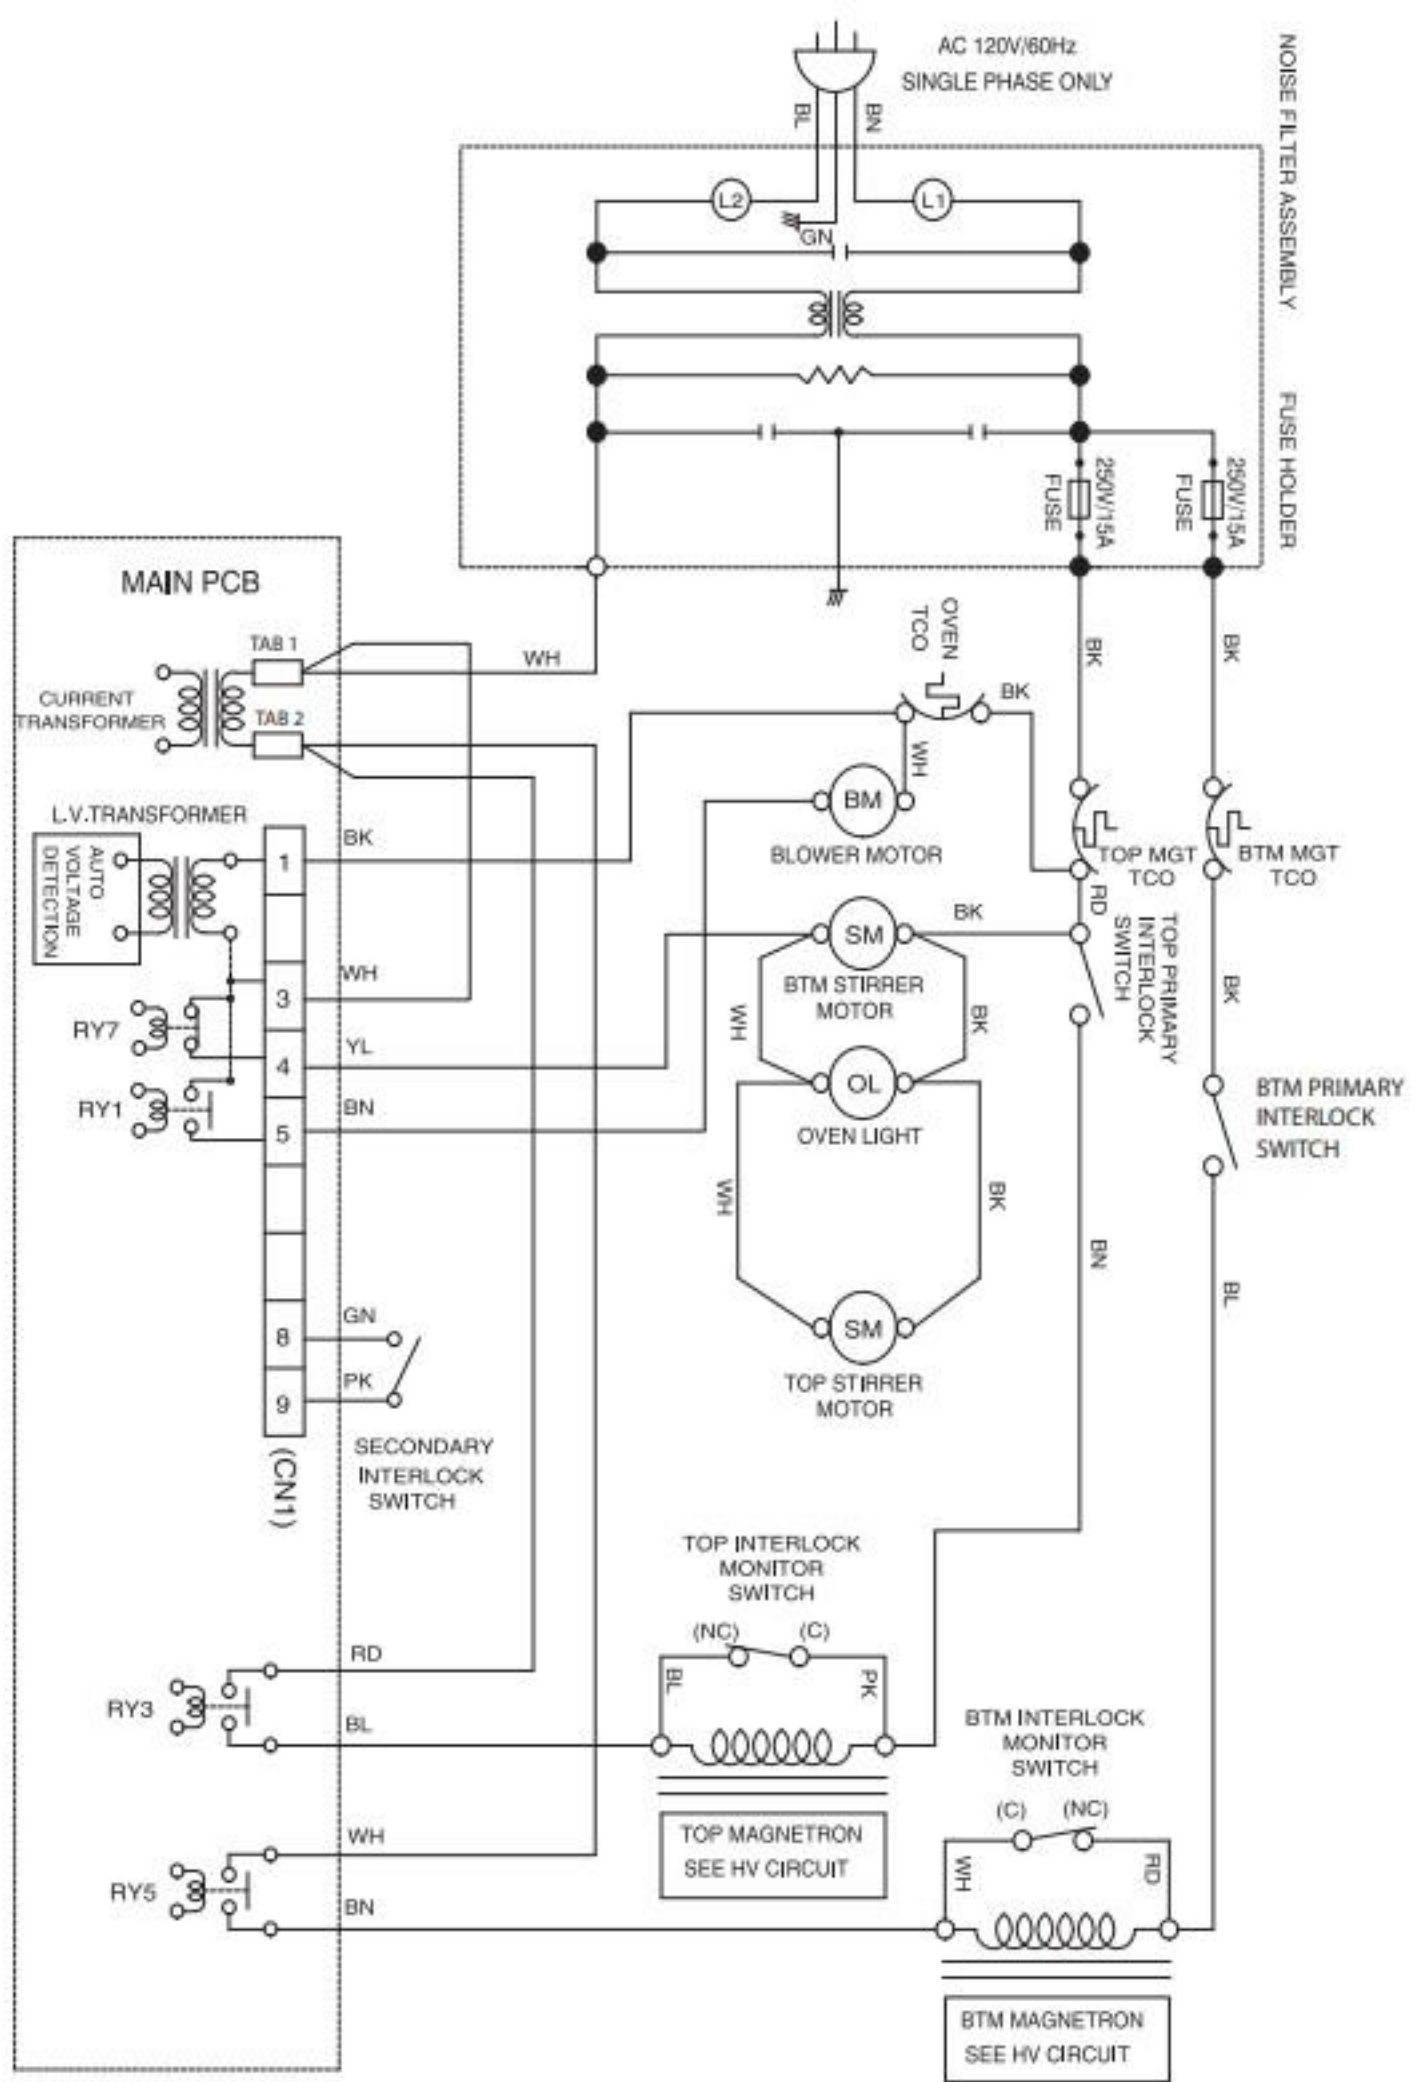 AC 120V/60Hz
SINGLE PHASE ONLY
BL
BN
NOISE FILTER ASSEMBLY
L2
L1
GN
FUSE HOLDER
250V/15A
FUSE
250V/15A
FUSE
MAIN PCB
TAB 1
WH
CURRENT
TRANSFORMER
TAB 2
OVEN
TCO
BK
BK
BK
WH
BM
BLOWER MOTOR
L.V.TRANSFORMER
AUTO
VOLTAGE
DETECTION
1
BK
TOP MGT
TCO
BTM MGT
TCO
RD
TOP PRIMARY
INTERLOCK
SWITCH
BK
SM
BK
BTM STIRRER
MOTOR
WH
3
RY7
YL
4
WH
BK
OL
OVEN LIGHT
RY1
BN
5
BTM PRIMARY
INTERLOCK
SWITCH
WH
BK
BN
BL
GN
8
PK
9
(CN1)
SM
TOP STIRRER
MOTOR
SECONDARY
INTERLOCK
SWITCH
TOP INTERLOCK
MONITOR
SWITCH
(NC)
(C)
BL
PK
RD
RY3
BL
BTM INTERLOCK
MONITOR
SWITCH
(C)
(NC)
WH
RD
TOP MAGNETRON
SEE HV CIRCUIT
WH
RY5
BN
BTM MAGNETRON
SEE HV CIRCUIT